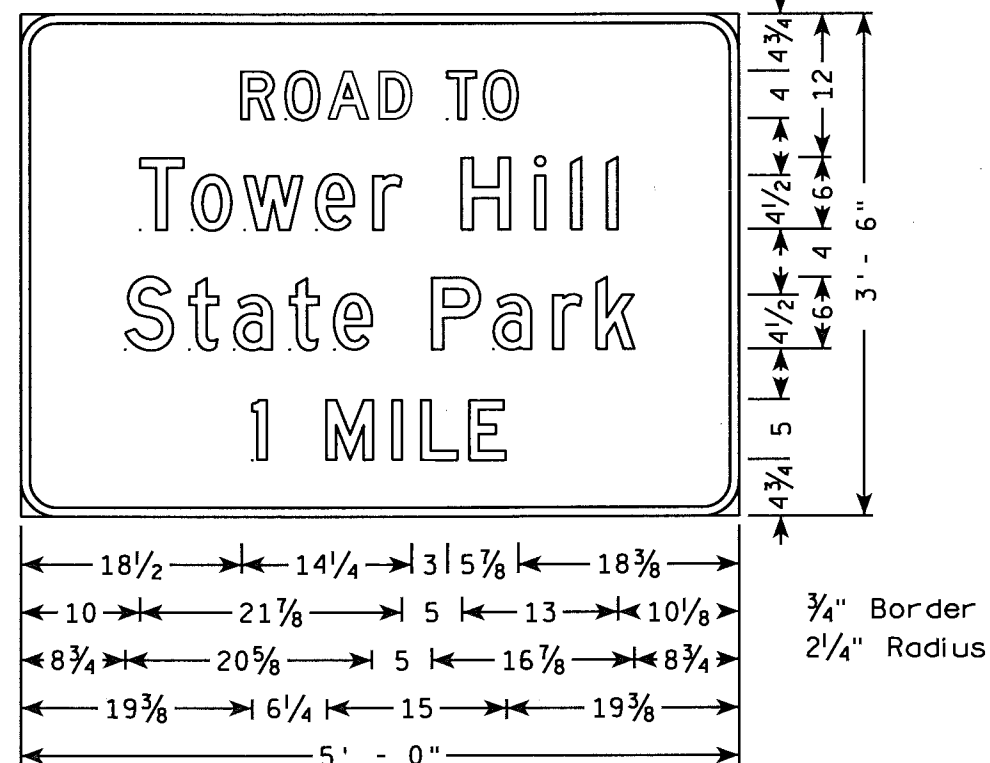 ROAD TO
Tower Hill
State Park
1 MILE
4¾
4
4½
4½
5
4¾
12
6
4
6
3' - 6"
18½ 14¼ 3 5⅞ 18⅜
10 21⅞ 5 13 10⅛
8¾ 20⅝ 5 16⅞ 8¾
19⅜ 6¼ 15 19⅜
5' - 0"
¾" Border
2¼" Radius